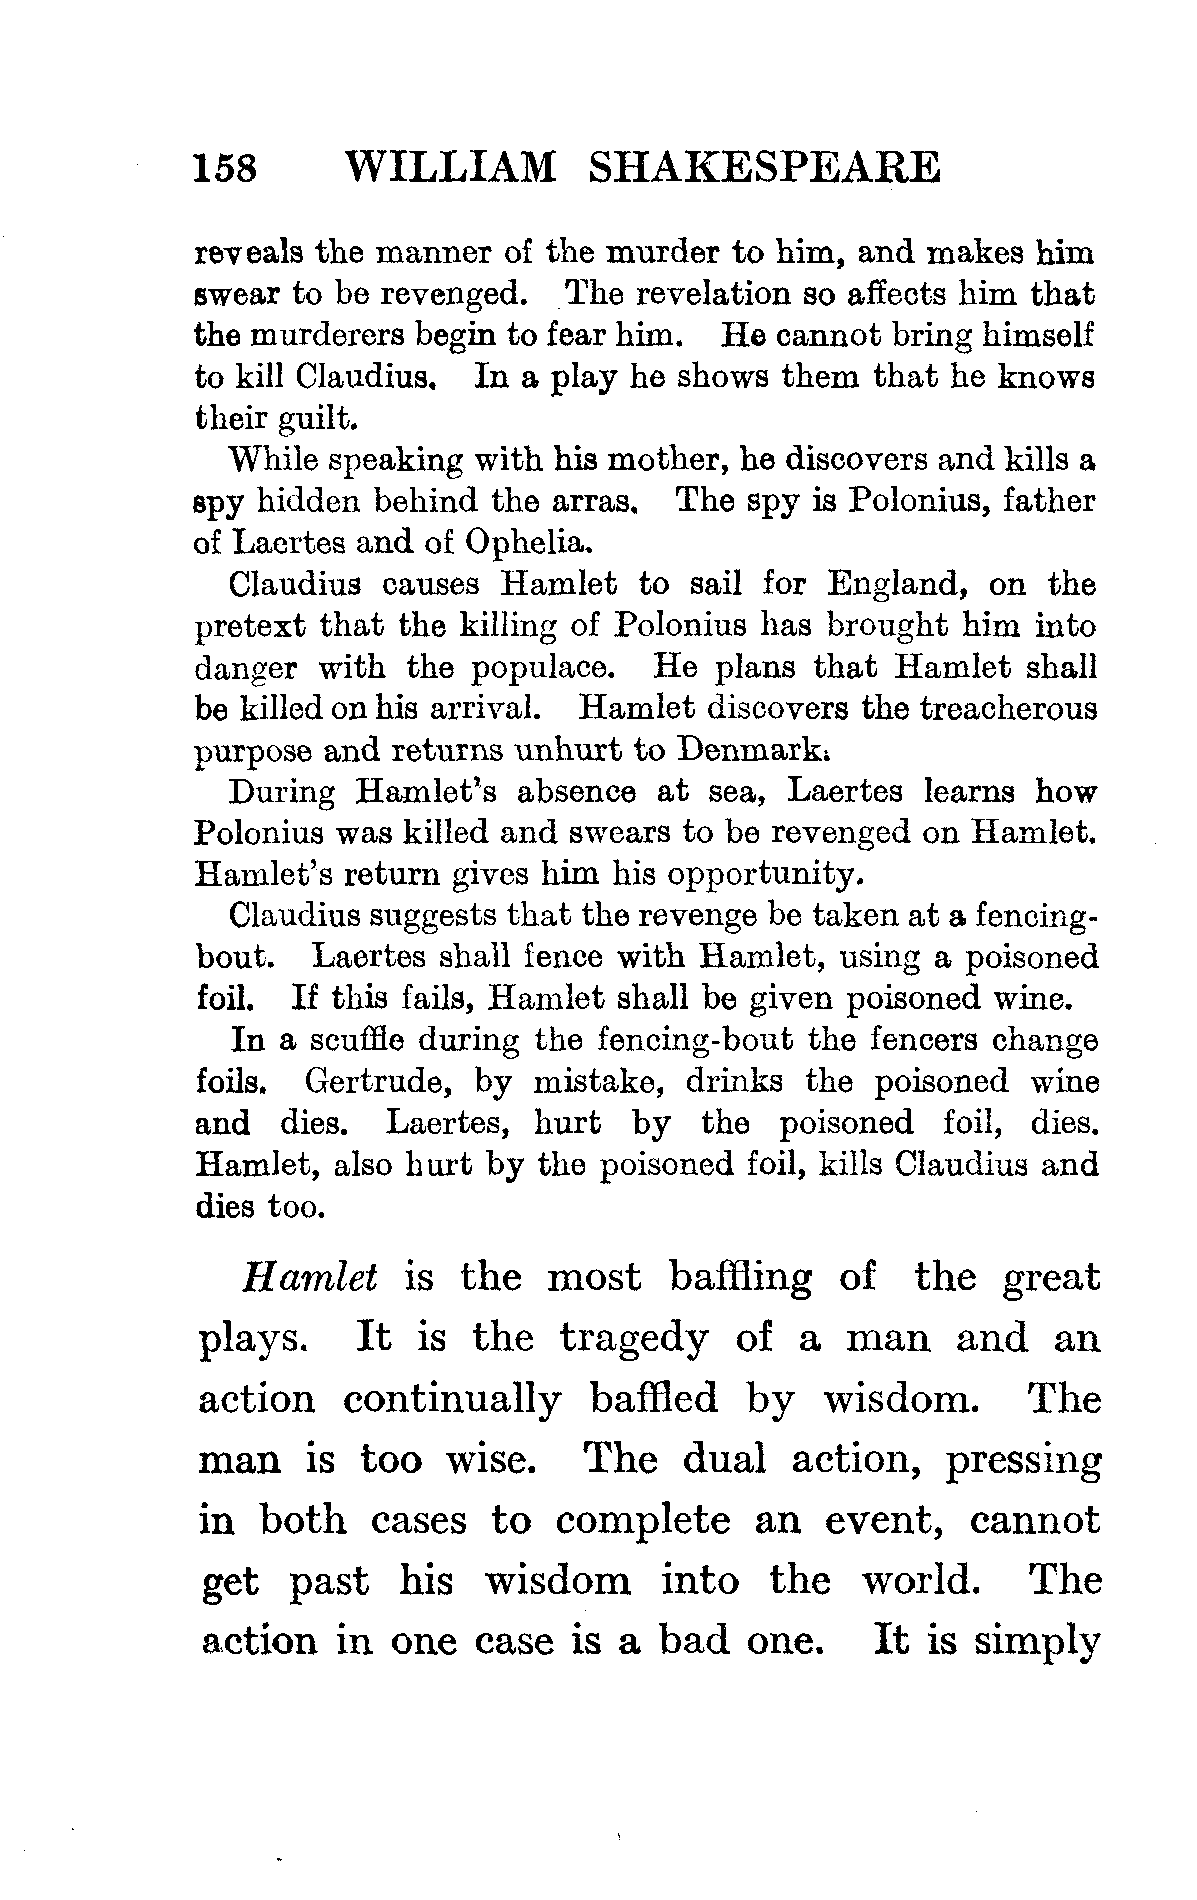 158 WILLIAM SHAKESPEARE
reveals the manner of the murder to him, and makes him
swear to be revenged. The revelation so affects him that
the murderers begin to fear him. He cannot bring himself
to kill Claudius. In a play he shows them that he knows
their guilt.
While speaking with his mother, he discovers and kills a
spy hidden behind the arras. The spy is Polonius, father
of Laertes and of Ophelia.
Claudius causes Hamlet to sail for England, on the
pretext that the killing of Polonius has brought him into
danger with the populace. He plans that Hamlet shall
be killed on his arrival. Hamlet discovers the treacherous
purpose and returns unhurt to Denmark.
During Hamlet's absence at sea, Laertes learns how
Polonius was killed and swears to be revenged on Hamlet.
Hamlet's return gives him his opportunity.
Claudius suggests that the revenge be taken at a fencing-
bout. Laertes shall fence with Hamlet, using a poisoned
foil. If this fails, Hamlet shall be given poisoned wine.
In a scuffle during the fencing-bout the fencers change
foils. Gertrude, by mistake, drinks the poisoned wine
and dies. Laertes, hurt by the poisoned foil, dies.
Hamlet, also hurt by the poisoned foil, kills Claudius and
dies too.
Hamlet is the most baffling of the great
plays. It is the tragedy of a man and an
action continually baffled by wisdom. The
man is too wise. The dual action, pressing
in both cases to complete an event, cannot
get past his wisdom into the world. The
action in one case is a bad one. It is simply